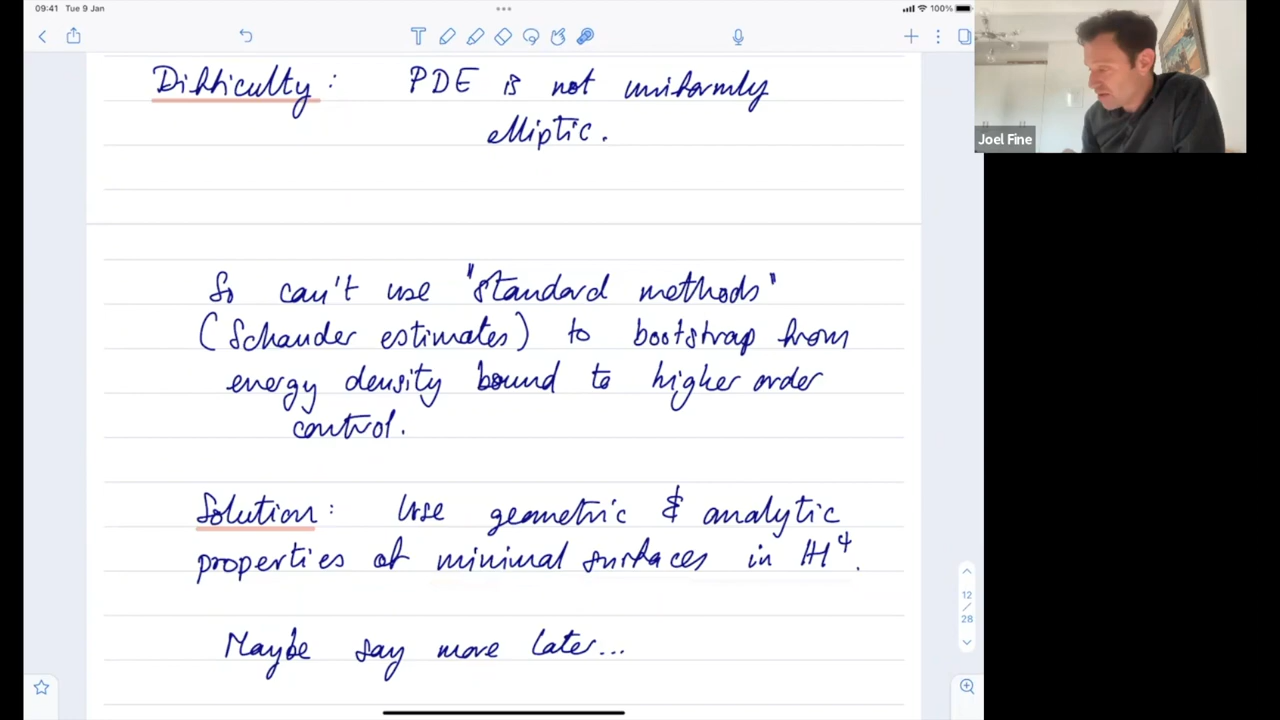 09:41 Tue 9 Jan
100%
Difficulty : PDE is not uniformly
elliptic.
So can't use "standard methods"
(Schauder estimates) to bootstrap from
energy density bound to higher order
control.
Solution : Use geometric & analytic
properties of minimal surfaces in ℍ⁴.
Maybe say more later...
12
/
28
Joel Fine